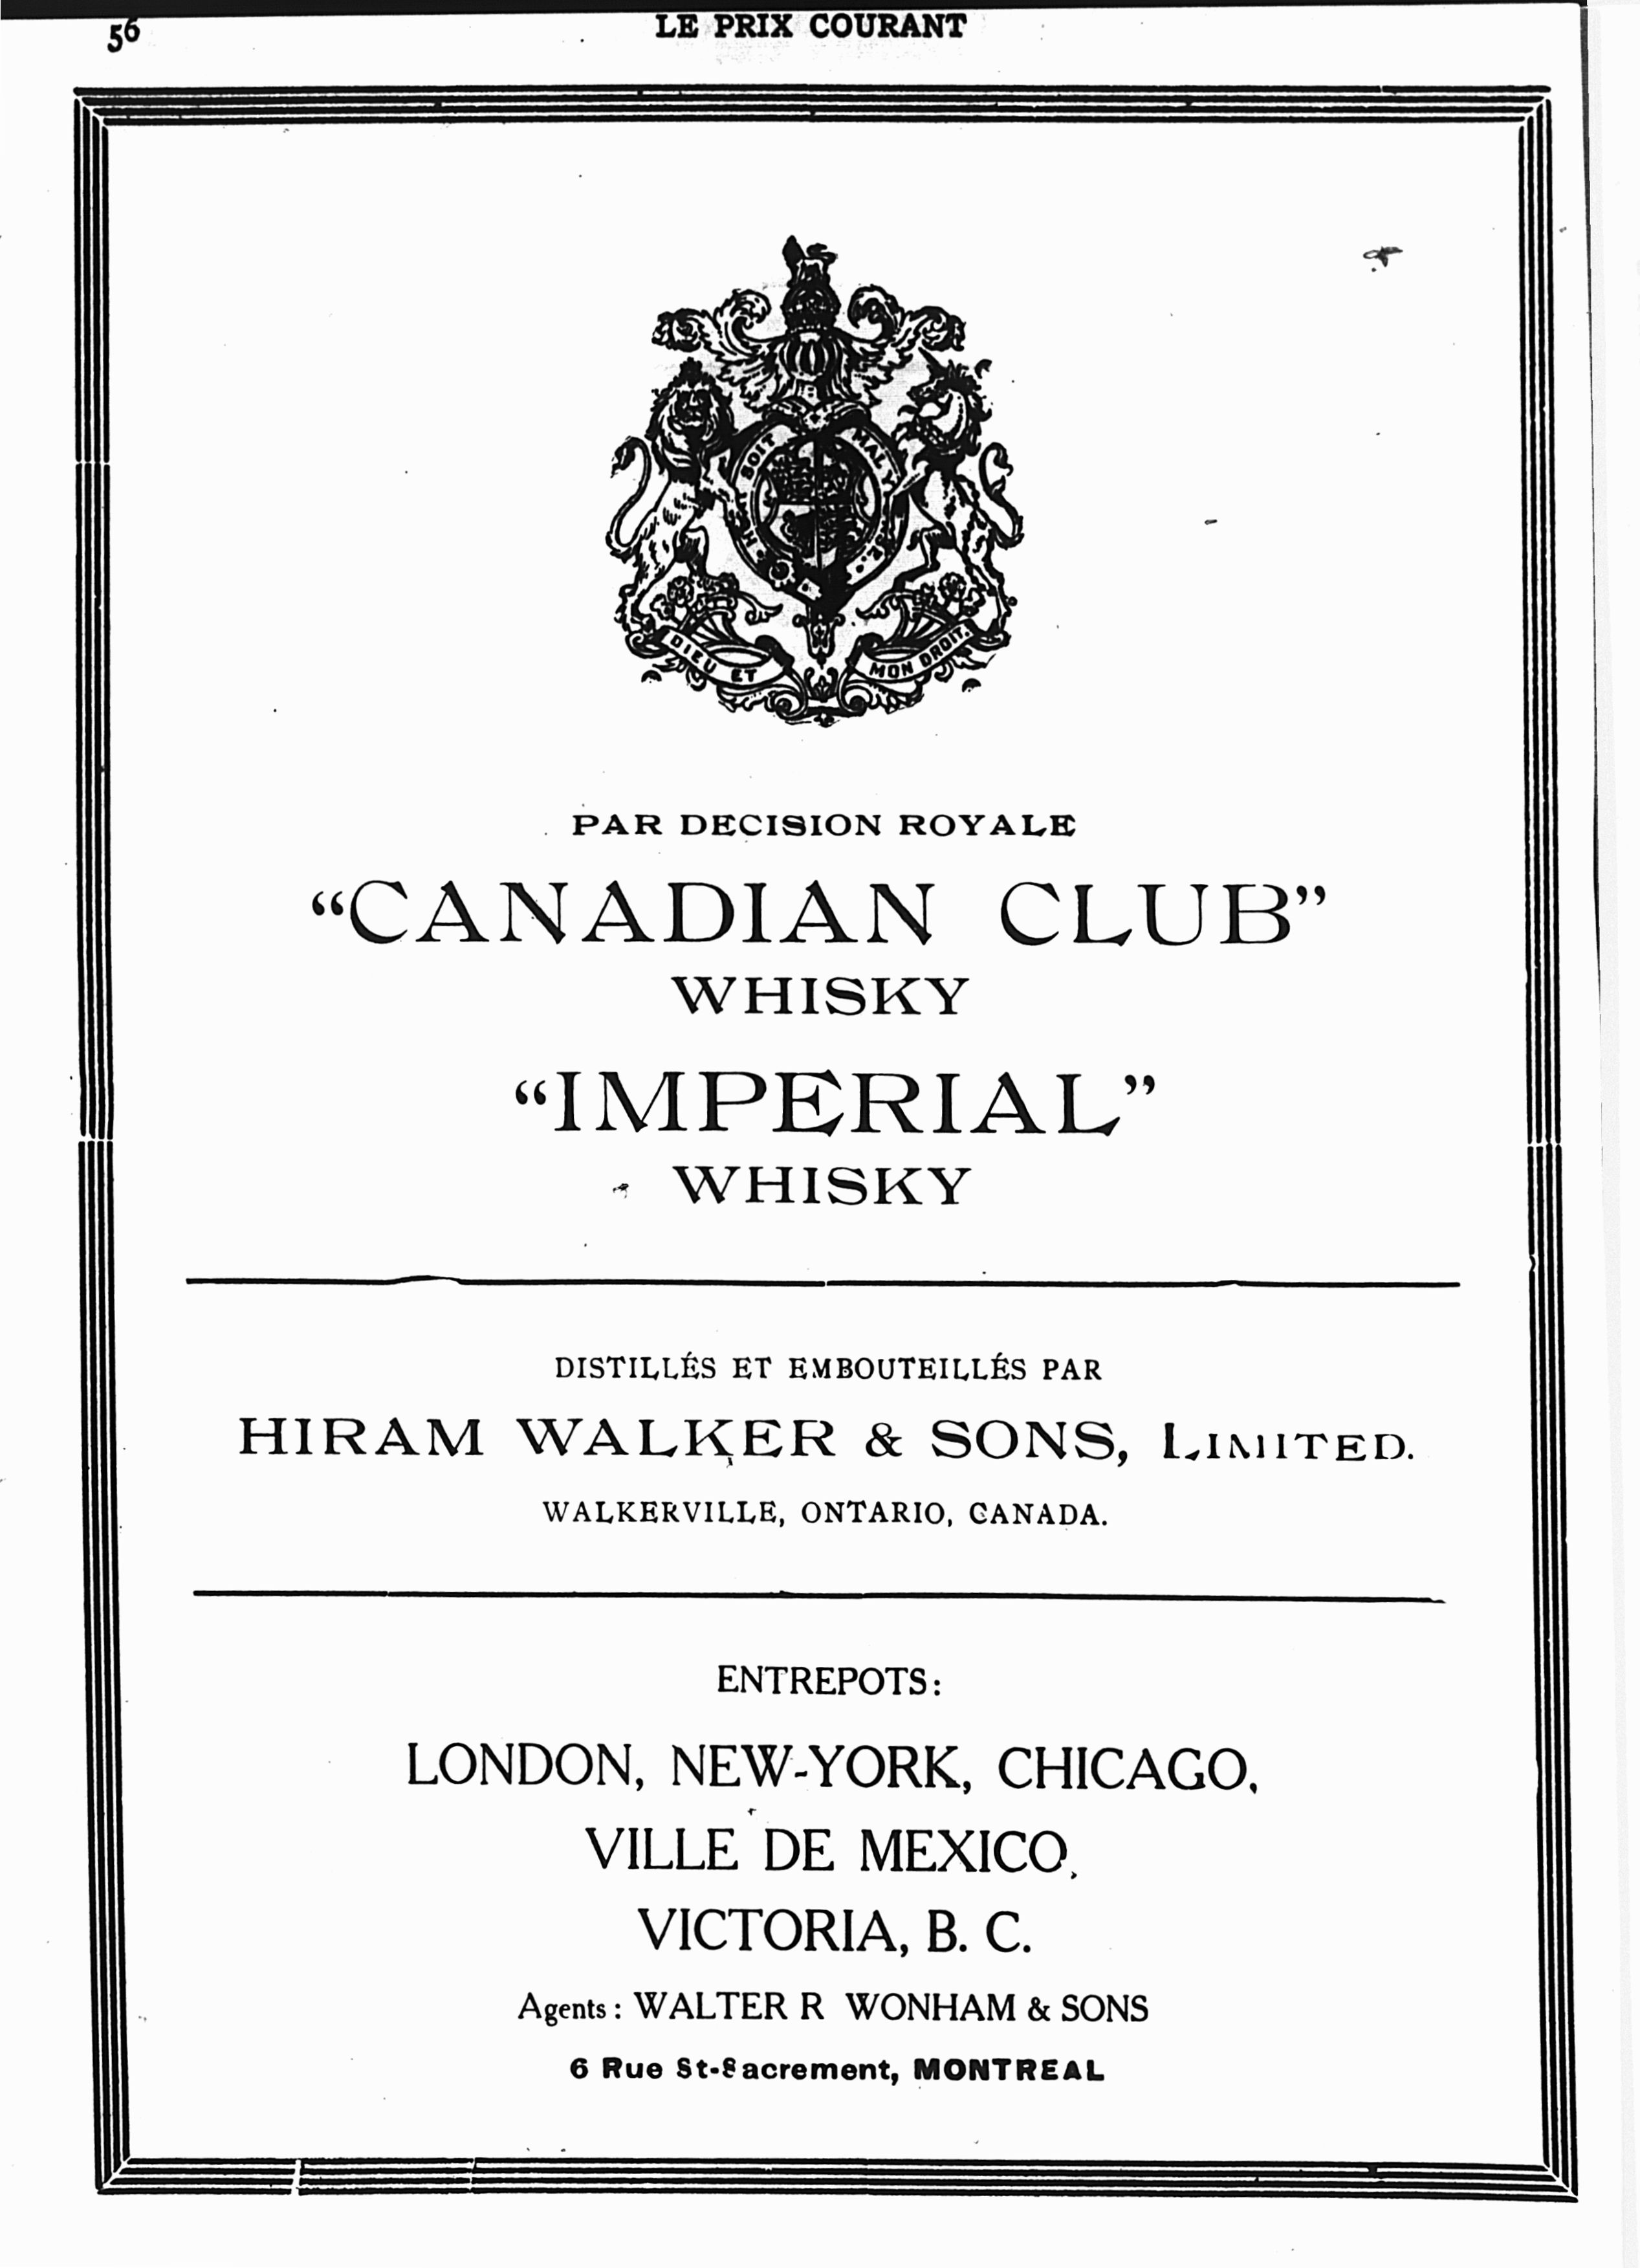 56
LE PRIX COURANT
HONI SOIT QUI MAL Y PENSE
DIEU ET MON DROIT.
PAR DECISION ROYALE
“CANADIAN CLUB”
WHISKY
“IMPERIAL”
WHISKY
DISTILLÉS ET EMBOUTEILLÉS PAR
HIRAM WALKER & SONS, LIMITED.
WALKERVILLE, ONTARIO, CANADA.
ENTREPOTS:
LONDON, NEW-YORK, CHICAGO,
VILLE DE MEXICO,
VICTORIA, B. C.
Agents: WALTER R WONHAM & SONS
6 Rue St-Sacrement, MONTREAL